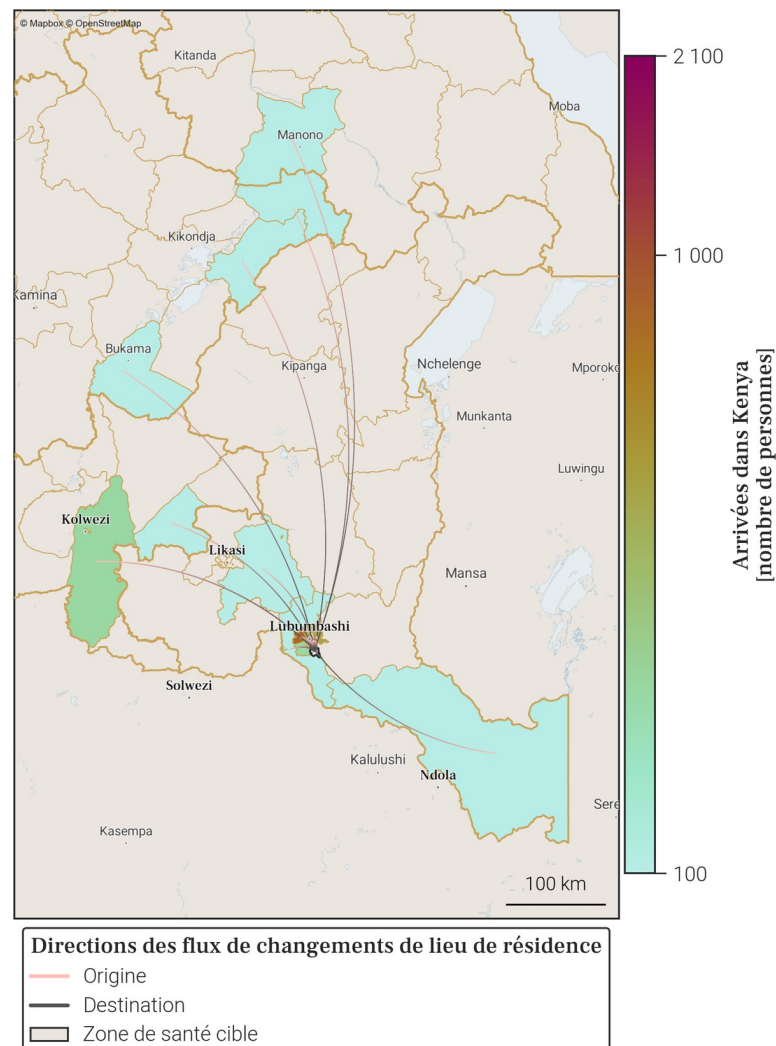 © Mapbox © OpenStreetMap
Kitanda
Moba
Manono
Kikondja
Kamina
Bukama
Kipanga
Nchelenge
Mporoko
Munkanta
Luwingu
Kolwezi
Likasi
Mansa
Lubumbashi
Solwezi
Kalulushi
Ndola
Sere
Kasempa
100 km
2 100
1 000
100
Arrivées dans Kenya
[nombre de personnes]
Directions des flux de changements de lieu de résidence
Origine
Destination
Zone de santé cible